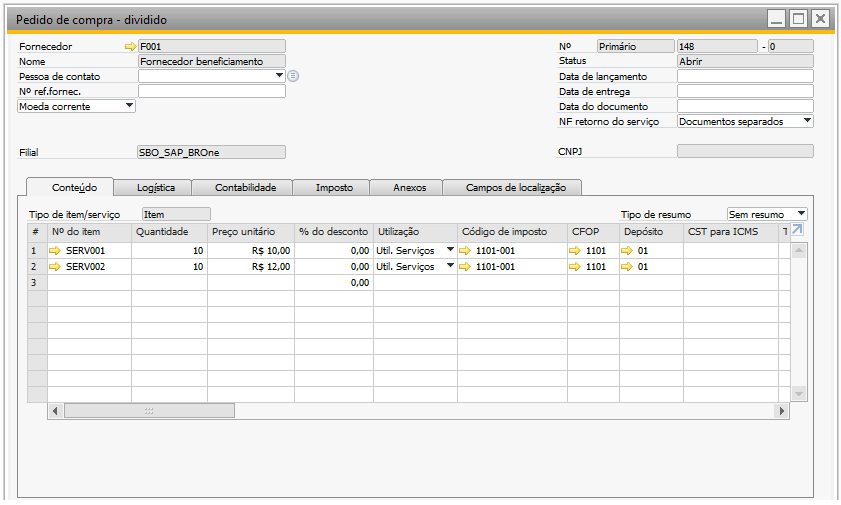 Pedido de compra - dividido
Fornecedor F001
Nome Fornecedor beneficiamento
Pessoa de contato
Nº ref.fornec.
Moeda corrente
Filial SBO_SAP_BROne
Nº Primário 148 - 0
Status Abrir
Data de lançamento
Data de entrega
Data do documento
NF retorno do serviço Documentos separados
CNPJ
Conteúdo Logística Contabilidade Imposto Anexos Campos de localização
Tipo de item/serviço Item Tipo de resumo Sem resumo
# Nº do item Quantidade Preço unitário % do desconto Utilização Código de imposto CFOP Depósito CST para ICMS T
1 SERV001 10 R$ 10,00 0,00 Util. Serviços 1101-001 1101 01
2 SERV002 10 R$ 12,00 0,00 Util. Serviços 1101-001 1101 01
3 0,00